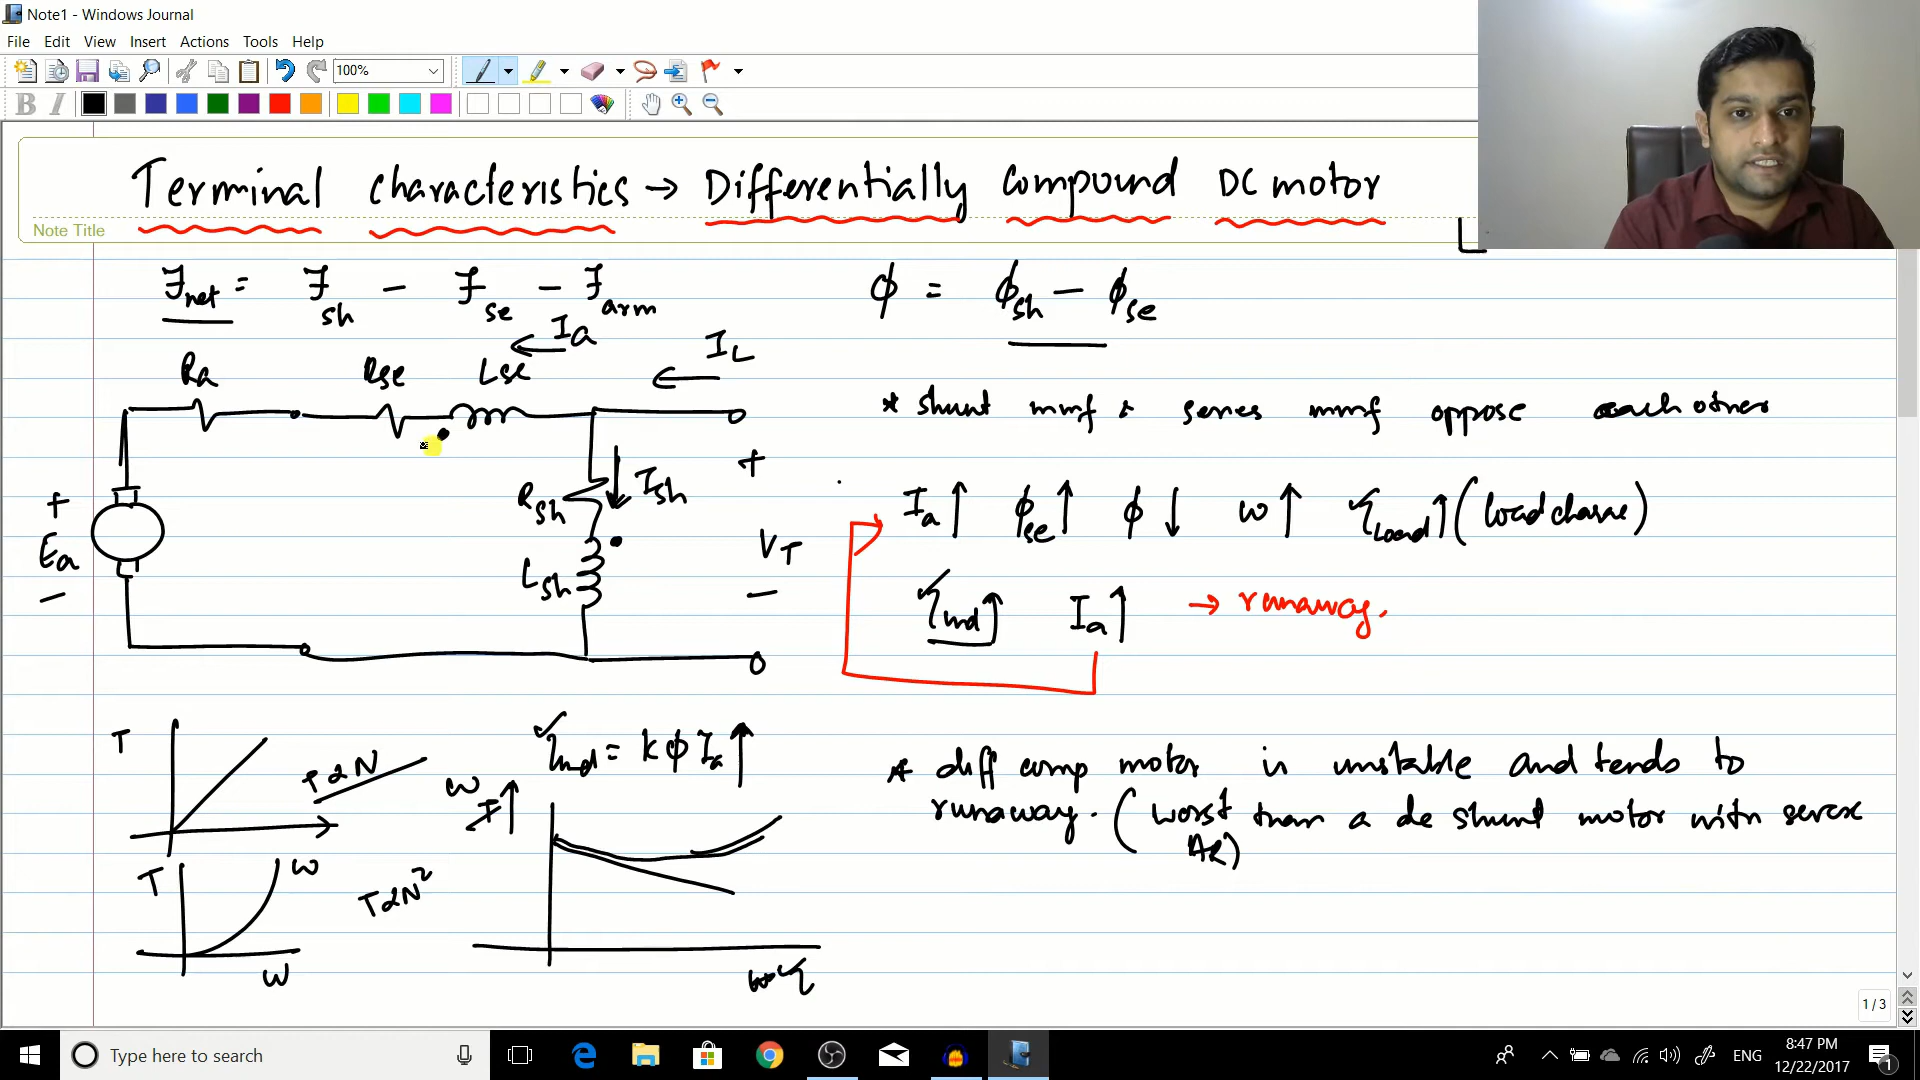 Note1 - Windows Journal
File Edit View Insert Actions Tools Help
100%
Terminal characteristics → Differentially compound DC motor
Note Title
Fnet = Fsh - Fse - Farm
ϕ = ϕsh - ϕse
Ia
IL
Ra Rse Lse
* shunt mmf & series mmf oppose each other
+
Rsh Ish
Ia↑ ϕse↑ ϕ↓ ω↑ τLoad↑ (load charac)
+
Ea
-
Lsh
VT
-
τind↑ Ia↑ → runaway.
T
T α N
τind = kϕIa↑
ω
* diff comp motor is unstable and tends to
runaway. (worst than a dc shunt motor with severe
AR)
T ω
T α N²
ω
τ
1 / 3
Type here to search
ENG
8:47 PM
12/22/2017
1